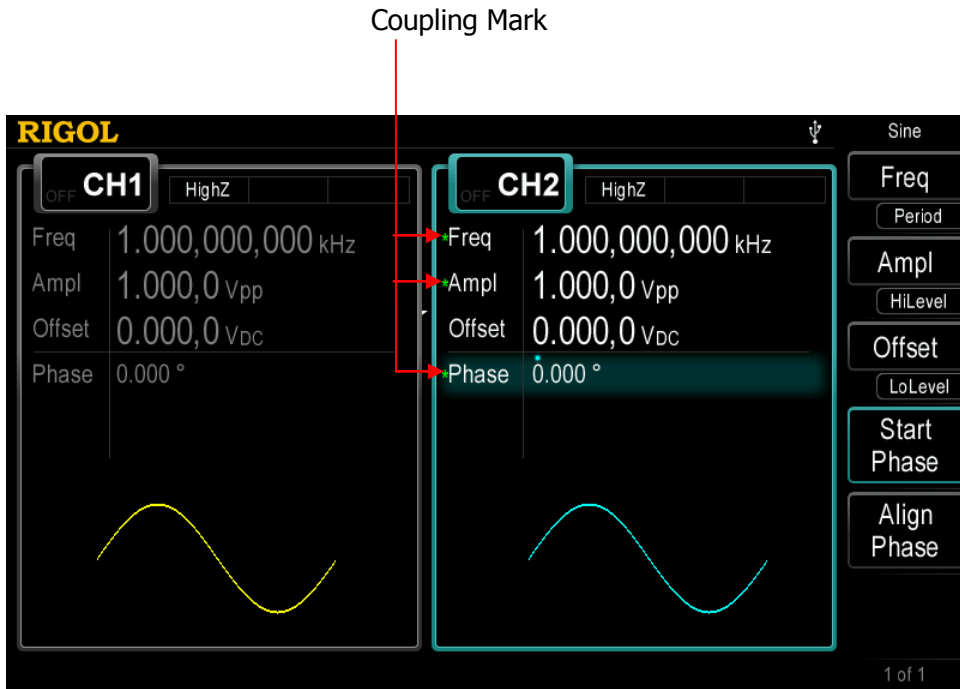 Coupling Mark
RIGOL
Sine
OFF CH1 HighZ
Freq 1.000,000,000 kHz
Ampl 1.000,0 Vpp
Offset 0.000,0 VDC
Phase 0.000 °
OFF CH2 HighZ
*Freq 1.000,000,000 kHz
*Ampl 1.000,0 Vpp
Offset 0.000,0 VDC
*Phase 0.000 °
Freq
Period
Ampl
HiLevel
Offset
LoLevel
Start
Phase
Align
Phase
1 of 1